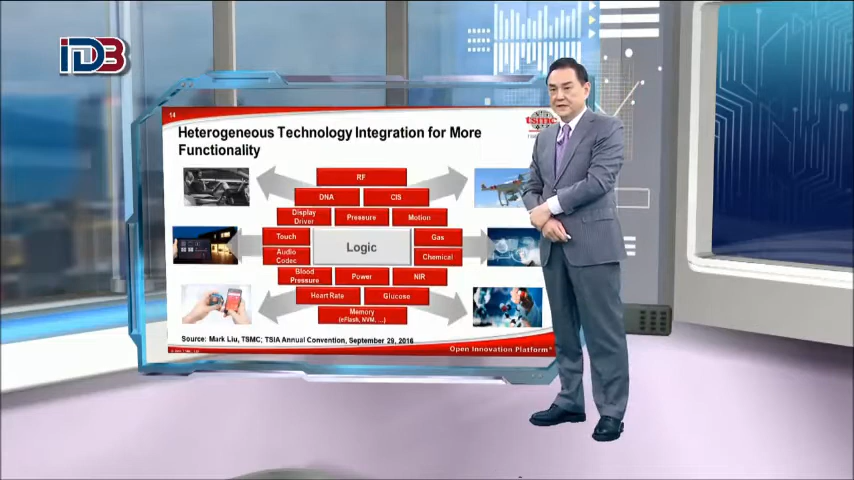 IDB
14
tsmc
Heterogeneous Technology Integration for More
Functionality
RF
DNA
CIS
Display
Driver
Pressure
Motion
Touch
Logic
Gas
Audio
Codec
Chemical
Blood
Pressure
Power
NIR
Heart Rate
Glucose
Memory
(eFlask, NVM, ...)
Source: Mark Liu, TSMC; TSIA Annual Convention, September 29, 2016
Open Innovation Platform®